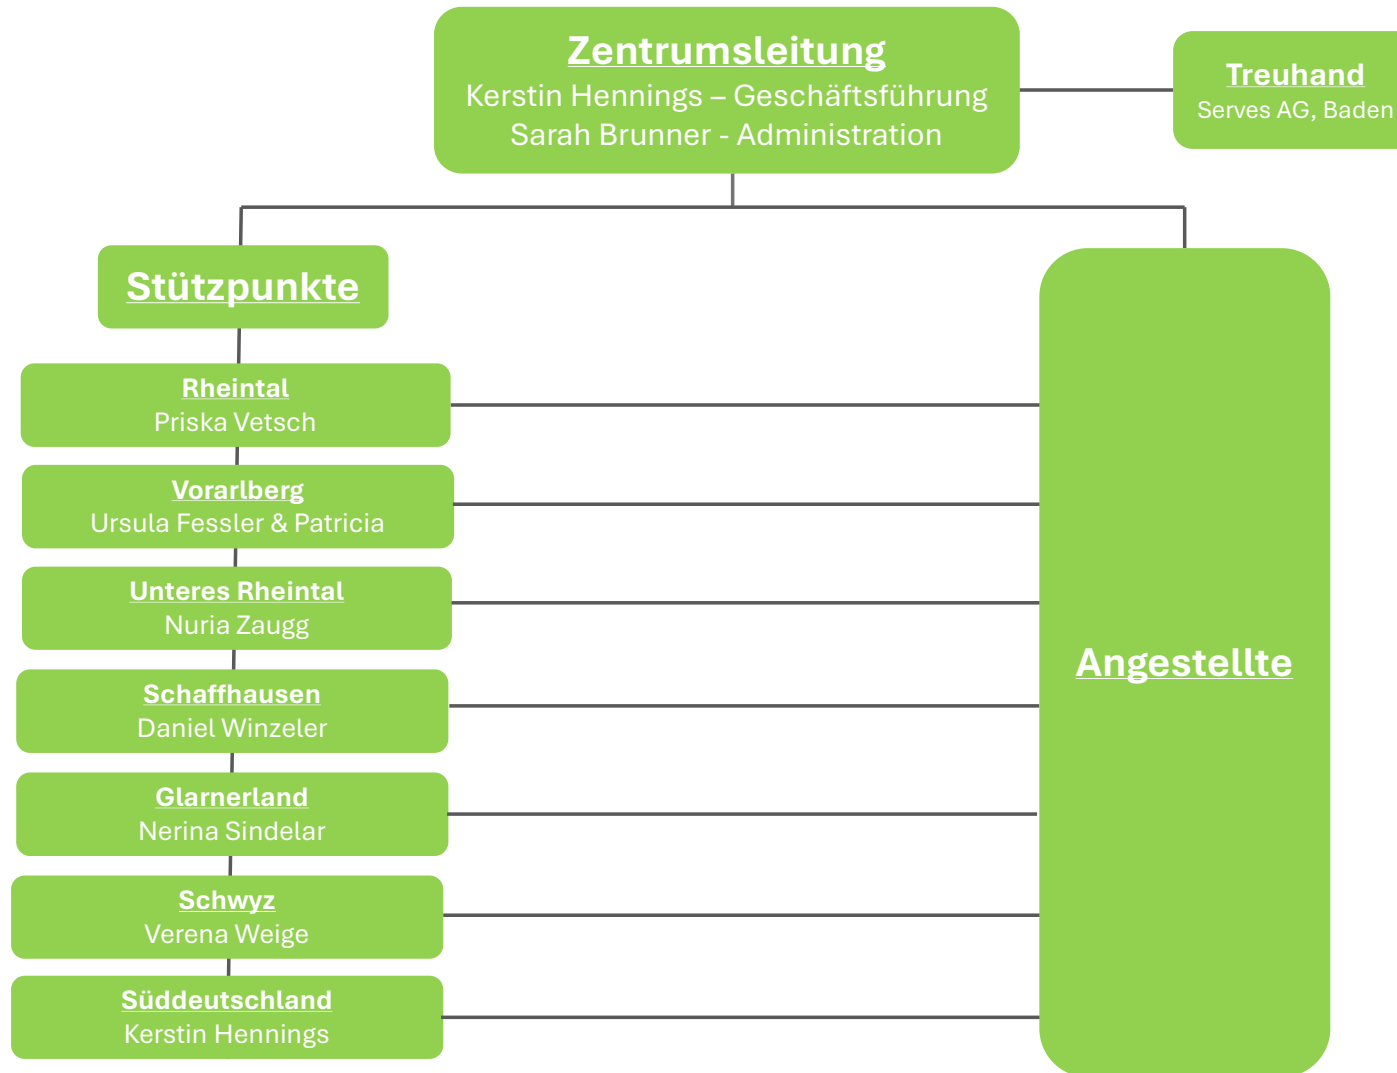 Zentrumsleitung
Kerstin Hennings – Geschäftsführung
Sarah Brunner - Administration
Treuhand
Serves AG, Baden
Stützpunkte
Rheintal
Priska Vetsch
Vorarlberg
Ursula Fessler & Patricia
Unteres Rheintal
Nuria Zaugg
Schaffhausen
Daniel Winzeler
Glarnerland
Nerina Sindelar
Schwyz
Verena Weige
Süddeutschland
Kerstin Hennings
Angestellte